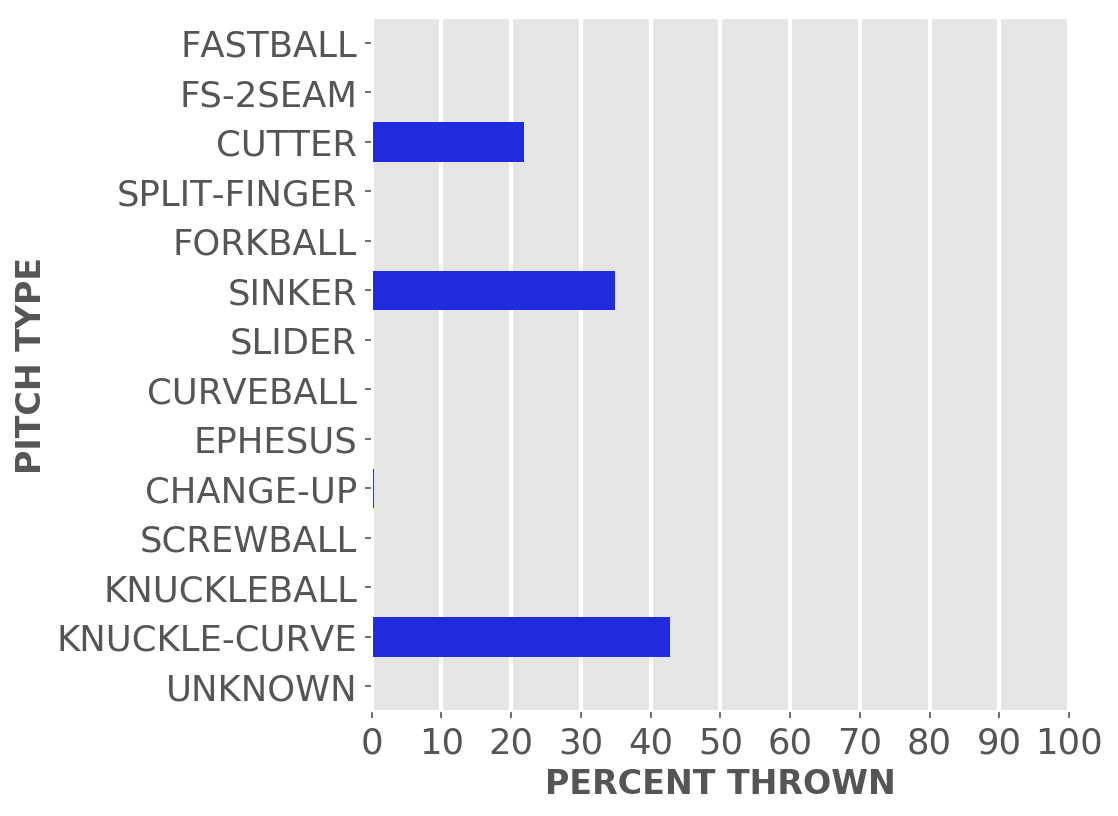 FASTBALL
FS-2SEAM
CUTTER
SPLIT-FINGER
FORKBALL
SINKER
SLIDER
CURVEBALL
EPHESUS
CHANGE-UP
SCREWBALL
KNUCKLEBALL
KNUCKLE-CURVE
UNKNOWN
PITCH TYPE
0 10 20 30 40 50 60 70 80 90 100
PERCENT THROWN